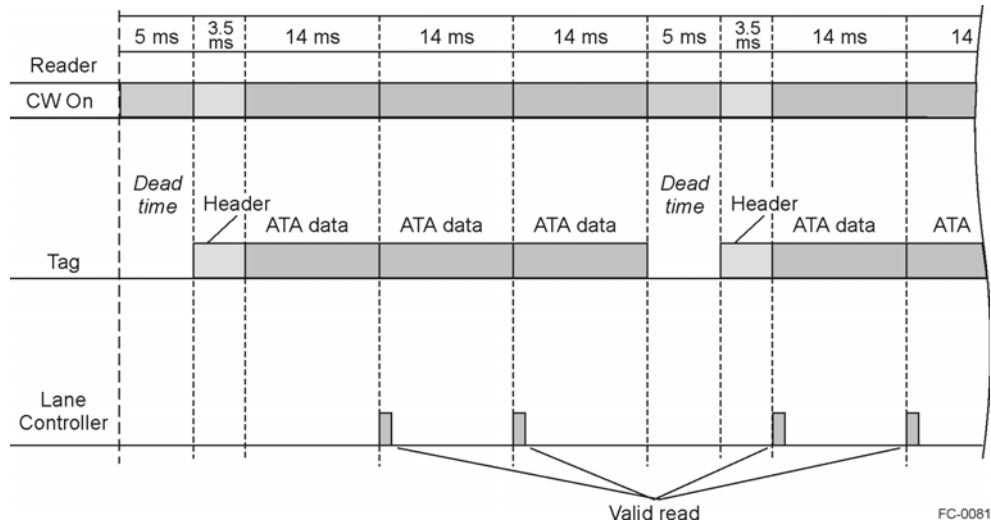 5 ms
3.5
ms
14 ms
14 ms
14 ms
5 ms
3.5
ms
14 ms
14
Reader
CW On
Dead
time
Header
ATA data
ATA data
ATA data
Dead
time
Header
ATA data
ATA
Tag
Lane
Controller
Valid read
FC-0081